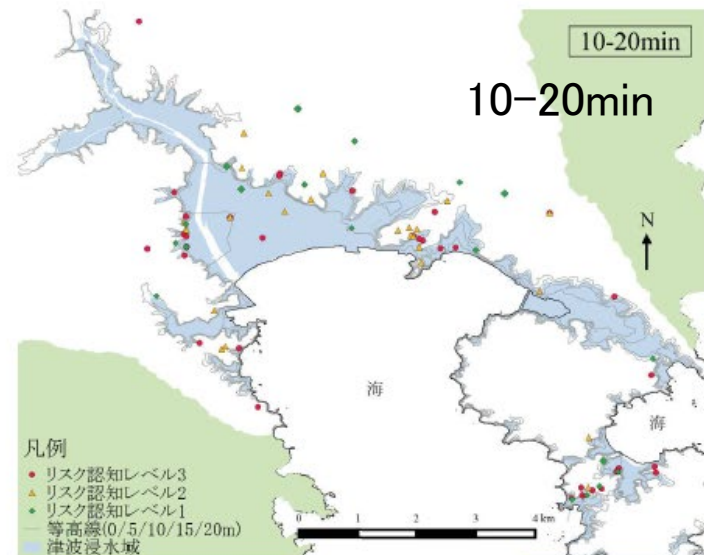 10-20min
10-20min
N
海
海
凡例
リスク認知レベル3
リスク認知レベル2
リスク認知レベル1
等高線(0/5/10/15/20m)
津波浸水域
0 1 2 3 4 km